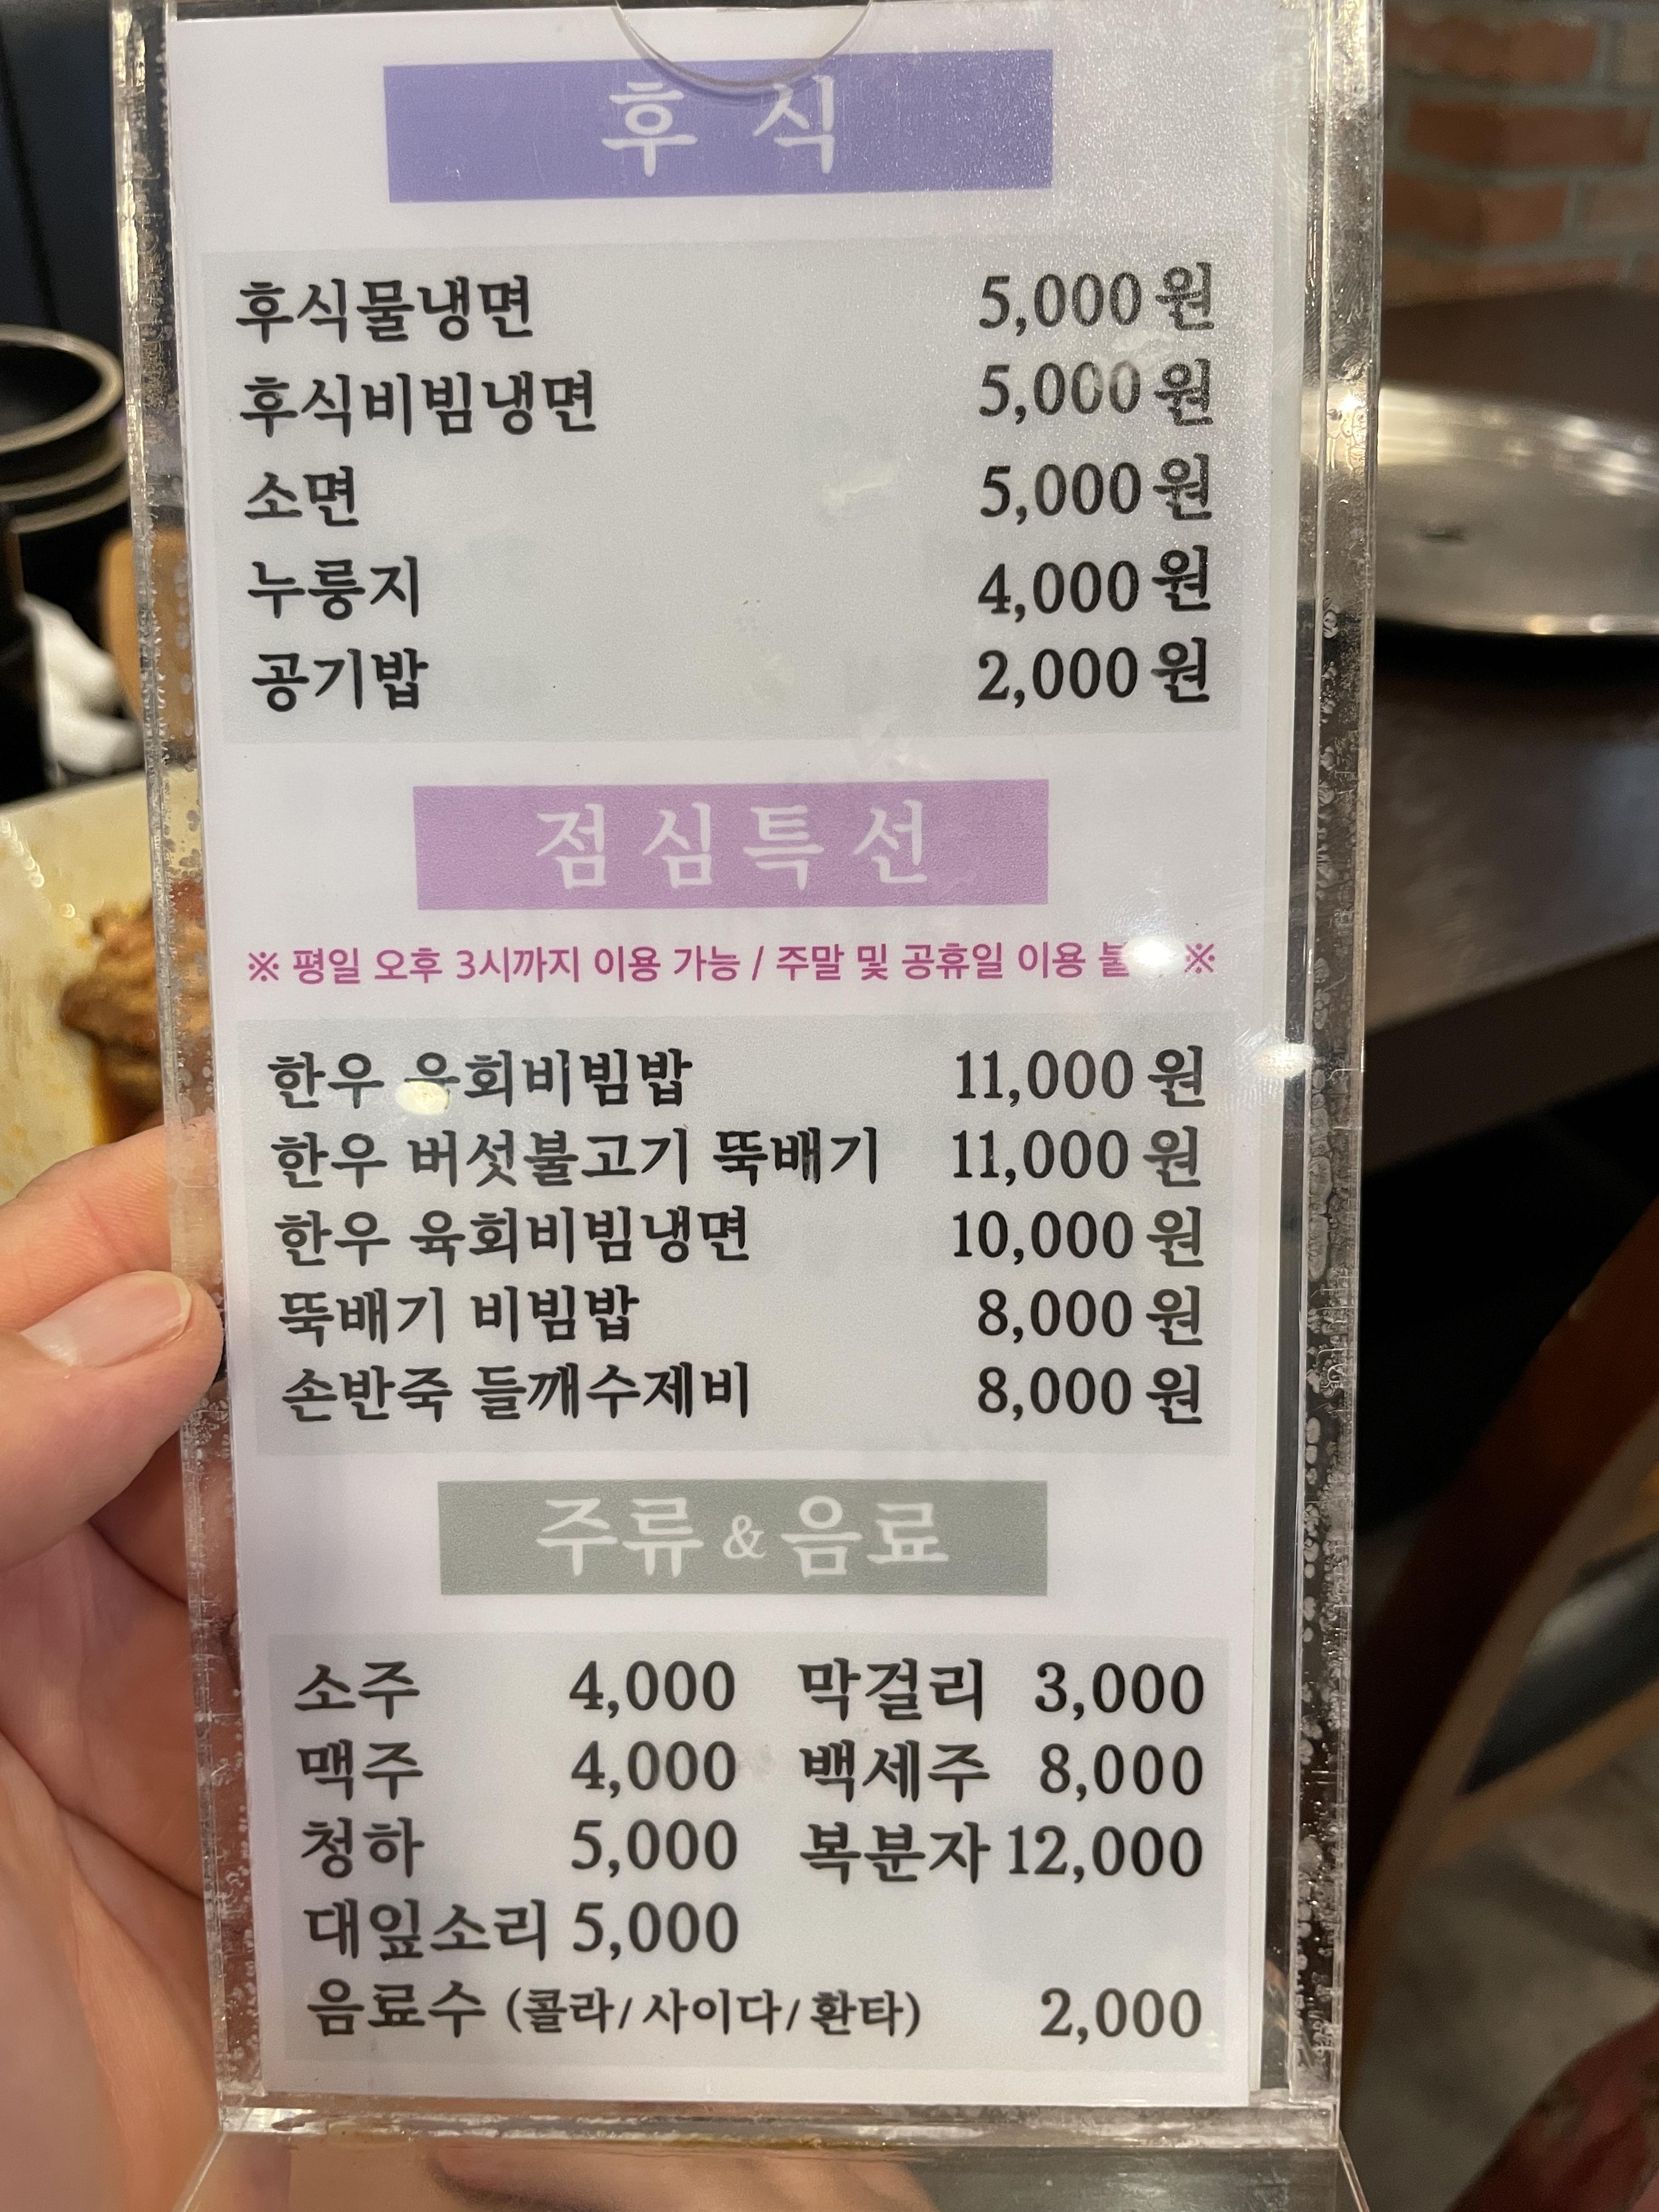 후 식
후식물냉면 5,000 원
후식비빔냉면 5,000 원
소면 5,000 원
누룽지 4,000 원
공기밥 2,000 원
점심특선
※ 평일 오후 3시까지 이용 가능 / 주말 및 공휴일 이용 ※
한우 육회비빔밥 11,000 원
한우 버섯불고기 뚝배기 11,000 원
한우 육회비빔냉면 10,000 원
뚝배기 비빔밥 8,000 원
손반죽 들깨수제비 8,000 원
주류 & 음료
소주 4,000 막걸리 3,000
맥주 4,000 백세주 8,000
청하 5,000 복분자 12,000
대잎소리 5,000
음료수 (콜라/사이다/환타) 2,000